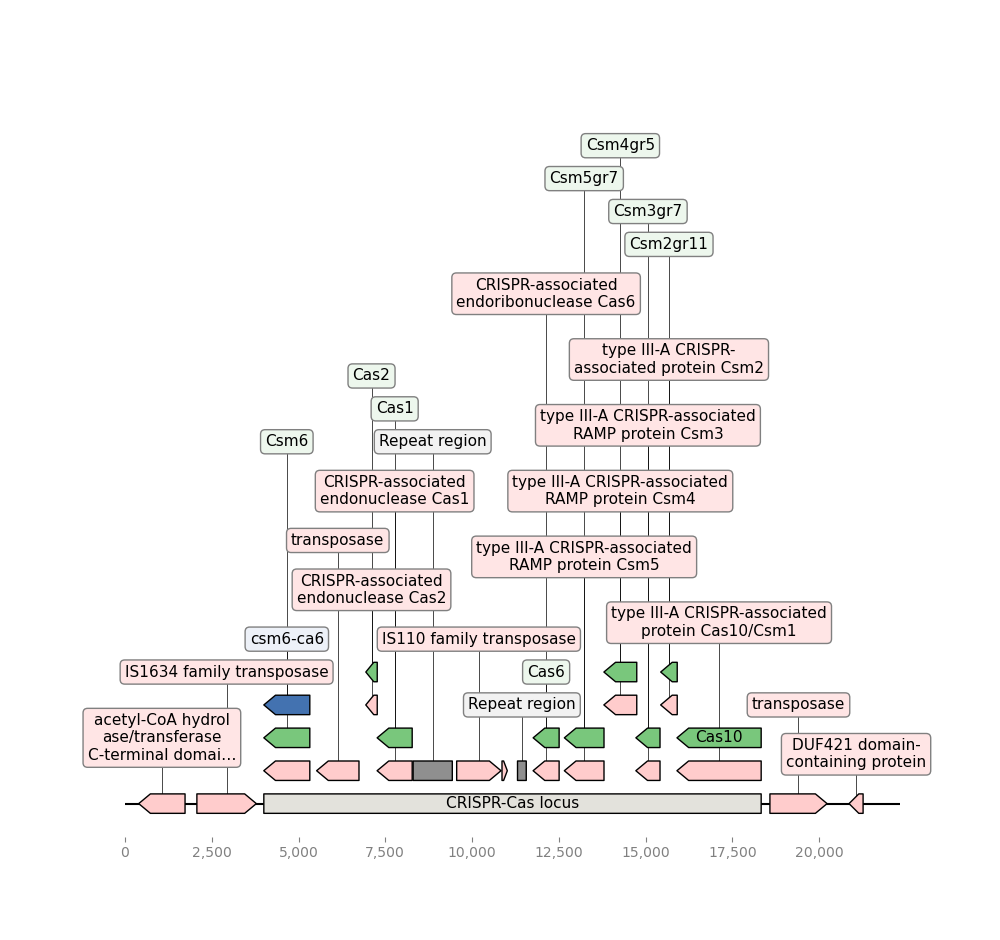 Csm4gr5
Csm5gr7
Csm3gr7
Csm2gr11
CRISPR-associated
endoribonuclease Cas6
type III-A CRISPR-
associated protein Csm2
Cas2
Cas1
type III-A CRISPR-associated
RAMP protein Csm3
Csm6
Repeat region
CRISPR-associated
endonuclease Cas1
type III-A CRISPR-associated
RAMP protein Csm4
transposase
type III-A CRISPR-associated
RAMP protein Csm5
CRISPR-associated
endonuclease Cas2
type III-A CRISPR-associated
protein Cas10/Csm1
csm6-ca6
IS110 family transposase
IS1634 family transposase
Cas6
Repeat region
transposase
acetyl-CoA hydrol
ase/transferase
C-terminal domai...
Cas10
DUF421 domain-
containing protein
CRISPR-Cas locus
0
2,500
5,000
7,500
10,000
12,500
15,000
17,500
20,000